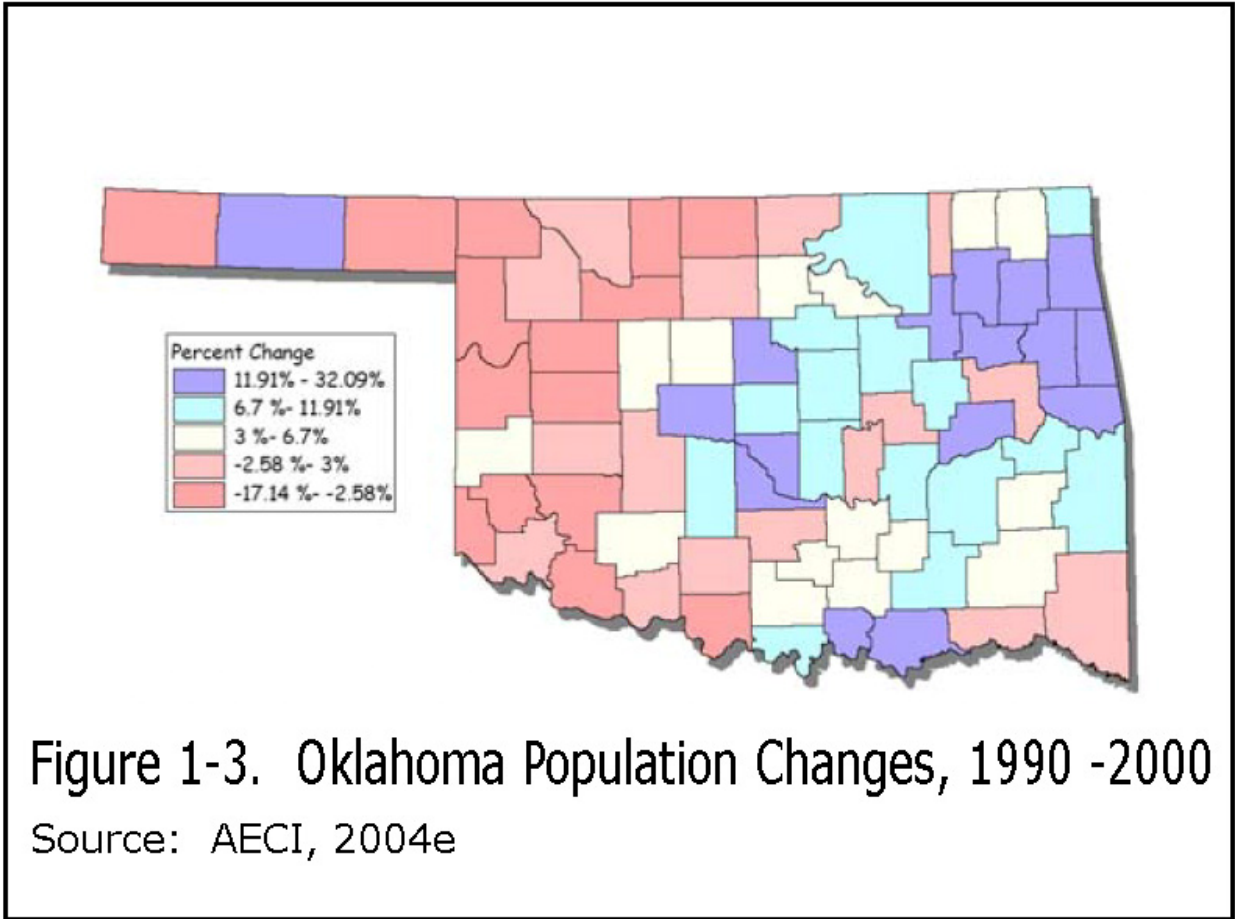 Percent Change
11.91% - 32.09%
6.7 %- 11.91%
3 %- 6.7%
-2.58 %- 3%
-17.14 %- -2.58%
Figure 1-3. Oklahoma Population Changes, 1990 -2000
Source: AECI, 2004e